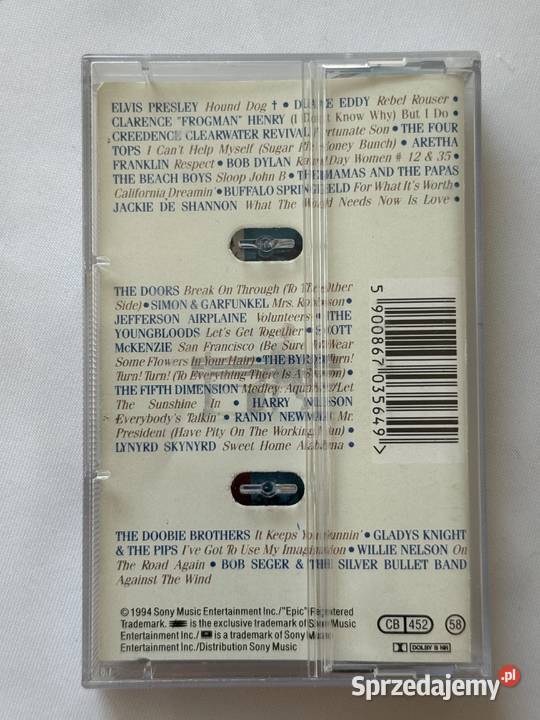 ELVIS PRESLEY Hound Dog † • DUANE EDDY Rebel Rouser •
CLARENCE "FROGMAN" HENRY (I Don't Know Why) But I Do •
CREEDENCE CLEARWATER REVIVAL Fortunate Son • THE FOUR
TOPS I Can't Help Myself (Sugar Pie Honey Bunch) • ARETHA
FRANKLIN Respect • BOB DYLAN Rainy Day Women # 12 & 35 •
THE BEACH BOYS Sloop John B • THE MAMAS AND THE PAPAS
California Dreamin' • BUFFALO SPRINGFIELD For What It's Worth •
JACKIE DE SHANNON What The World Needs Now Is Love •
THE DOORS Break On Through (To The Other
Side) • SIMON & GARFUNKEL Mrs. Robinson •
JEFFERSON AIRPLANE Volunteers • THE
YOUNGBLOODS Let's Get Together • SCOTT
McKENZIE San Francisco (Be Sure To Wear
Some Flowers In Your Hair) • THE BYRDS Turn!
Turn! Turn! (To Everything There Is A Season) •
THE FIFTH DIMENSION Medley: Aquarius/Let
The Sunshine In • HARRY NILSSON
Everybody's Talkin' • RANDY NEWMAN Mr.
President (Have Pity On The Working Man) •
LYNYRD SKYNYRD Sweet Home Alabama
5 900867 035649 >
THE DOOBIE BROTHERS It Keeps You Runnin' • GLADYS KNIGHT
& THE PIPS I've Got To Use My Imagination • WILLIE NELSON On
The Road Again • BOB SEGER & THE SILVER BULLET BAND
Against The Wind
© 1994 Sony Music Entertainment Inc./"Epic" Registered
Trademark. is the exclusive trademark of Sony Music
Entertainment Inc./ is a trademark of Sony Music
Entertainment Inc./Distribution Sony Music
CB 452 58
DOLBY B NR
Sprzedajemy.pl